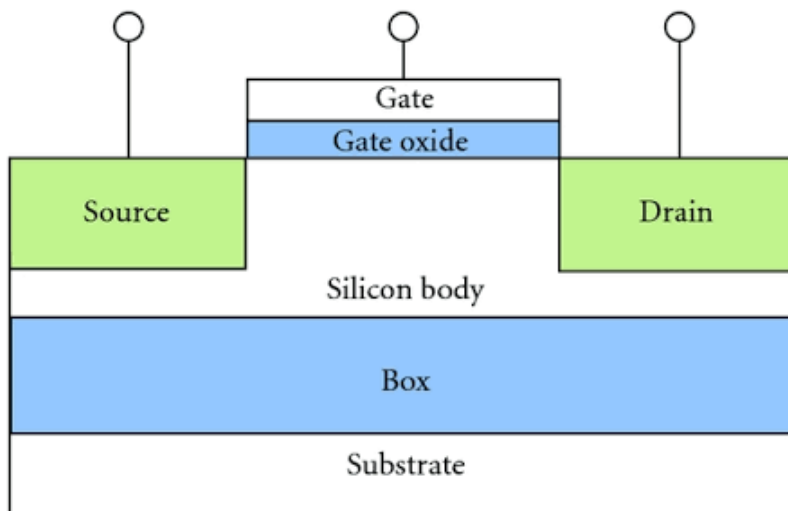 Gate
Gate oxide
Source
Drain
Silicon body
Box
Substrate